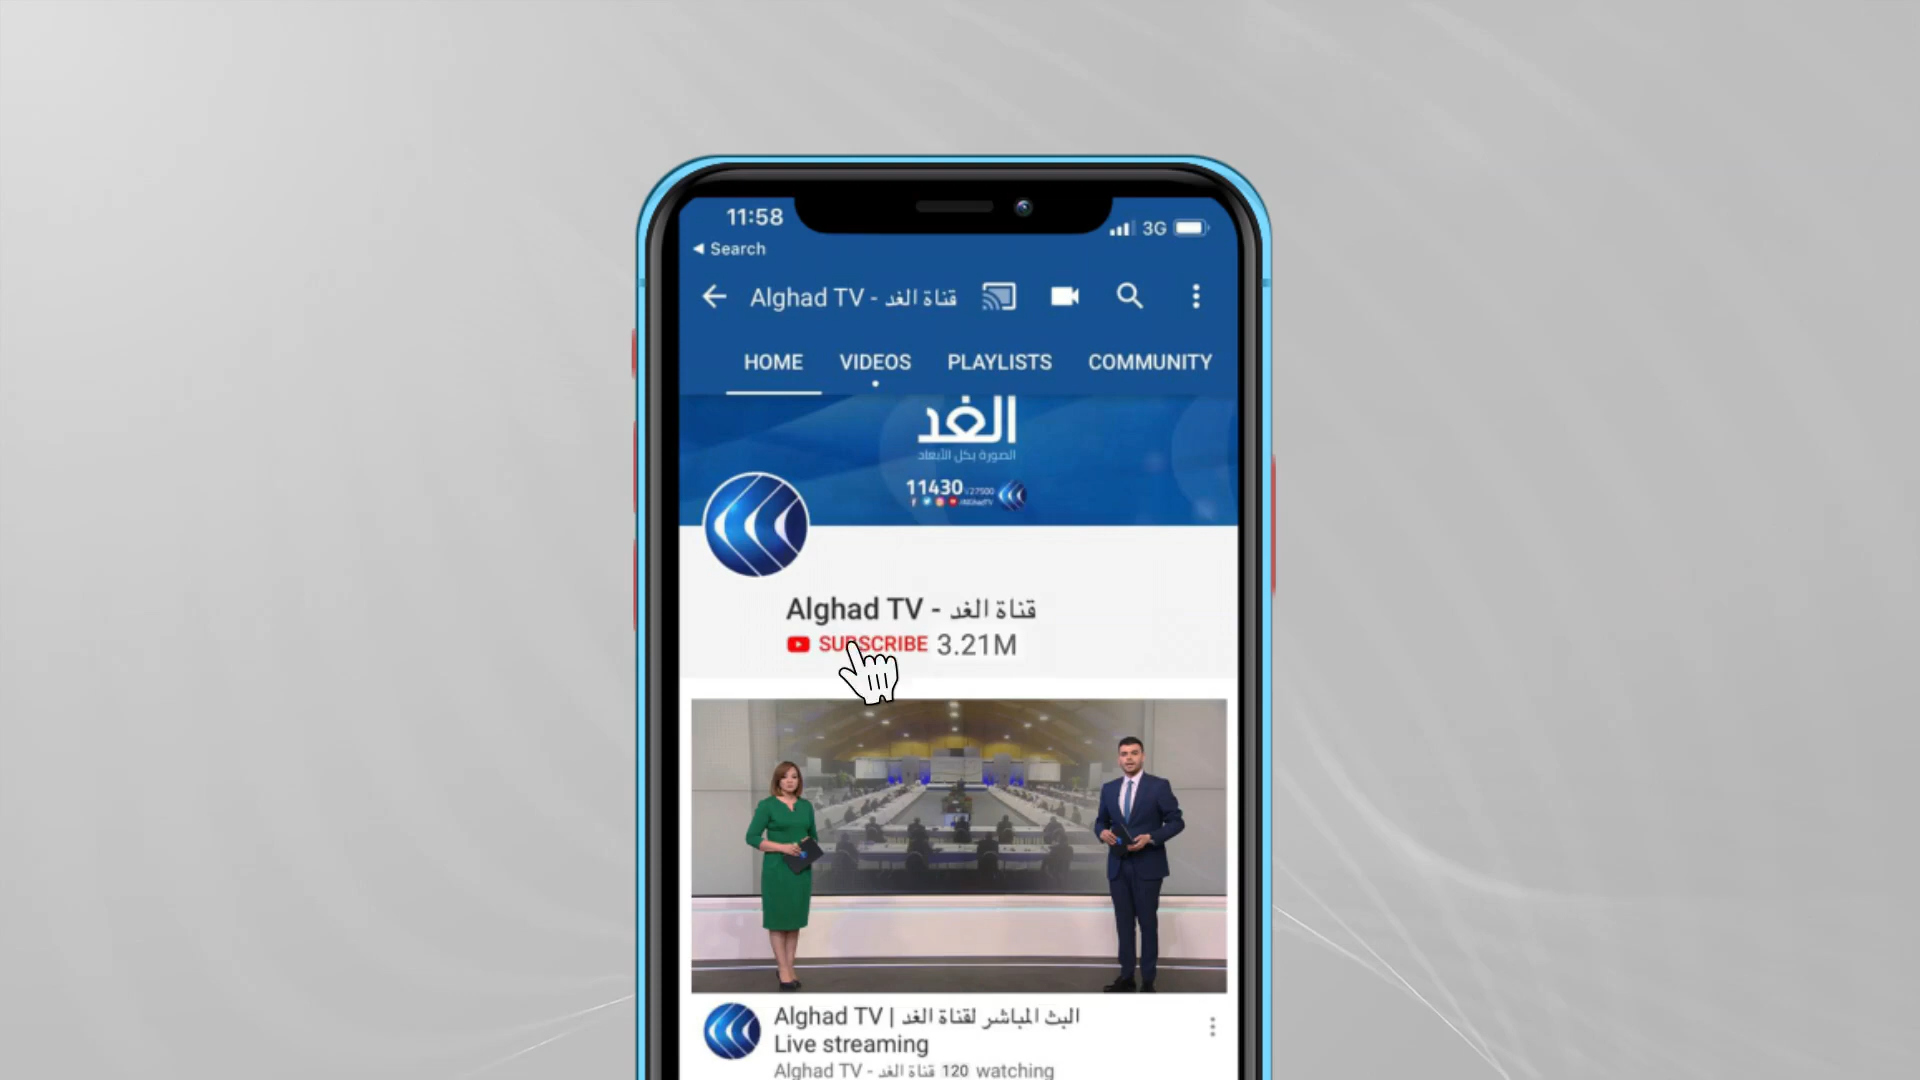 11:58
3G
◀ Search
Alghad TV - قناة الغد
HOME VIDEOS PLAYLISTS COMMUNITY
الغد
الصورة بكل الأبعاد
11430
27500
Alghad TV - قناة الغد
SUBSCRIBE 3.21M
Alghad TV | البث المباشر لقناة الغد
Live streaming
Alghad TV - قناة الغد 120 watching